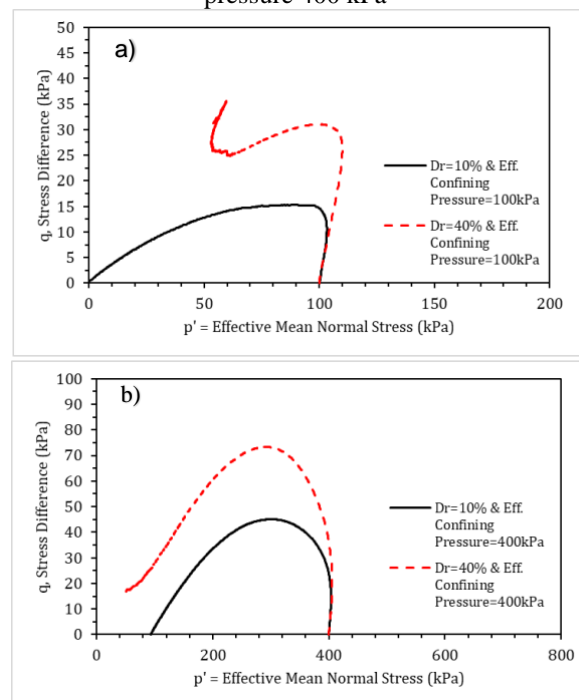 pressure 400 kPa
a)
50
45
40
35
30
25
20
15
10
5
0
q, Stress Difference (kPa)
Dr=10% & Eff.
Confining
Pressure=100kPa
Dr=40% & Eff.
Confining
Pressure=100kPa
0 50 100 150 200
p' = Effective Mean Normal Stress (kPa)
b)
100
90
80
70
60
50
40
30
20
10
0
q, Stress Difference (kPa)
Dr=10% & Eff.
Confining
Pressure=400kPa
Dr=40% & Eff.
Confining
Pressure=400kPa
0 200 400 600 800
p' = Effective Mean Normal Stress (kPa)